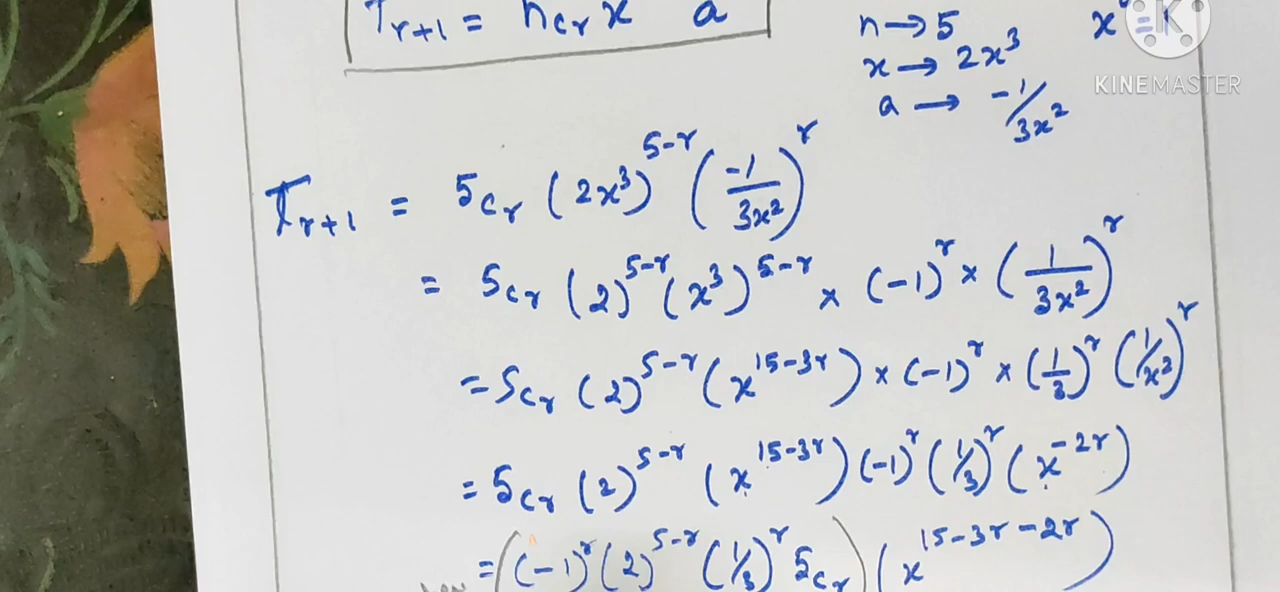 Tr+1 = ncr x a
n→5
x = K
x→ 2x³
KINEMASTER
a → -1/3x²
Tr+1 = 5cr (2x³)^5-r (-1/3x²)^r
= 5cr (2)^5-r (x³)^5-r × (-1)^r × (1/3x²)^r
= 5cr (2)^5-r (x^15-3r) × (-1)^r × (1/3)^r (1/x²)^r
= 5cr (2)^5-r (x^15-3r) (-1)^r (1/3)^r (x^-2r)
= ((-1)^r (2)^5-r (1/3)^r 5cr) (x^15-3r-2r)